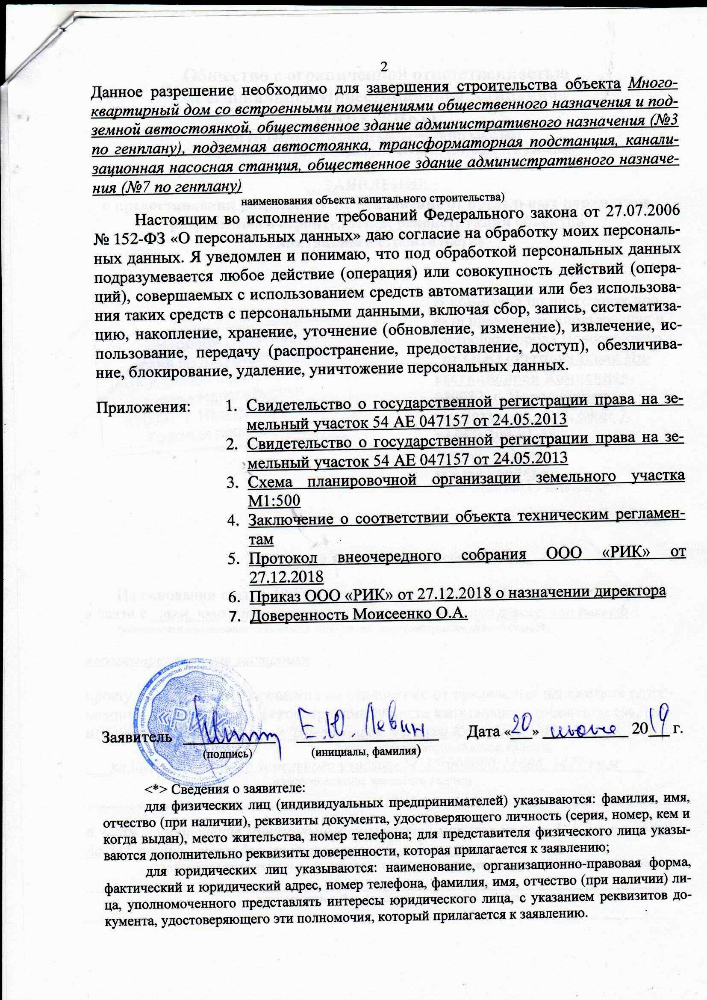 2
Данное разрешение необходимо для завершения строительства объекта Много-
квартирный дом со встроенными помещениями общественного назначения и под-
земной автостоянкой, общественное здание административного назначения (№3
по генплану), подземная автостоянка, трансформаторная подстанция, канали-
зационная насосная станция, общественное здание административного назначе-
ния (№7 по генплану)
наименования объекта капитального строительства)
Настоящим во исполнение требований Федерального закона от 27.07.2006
№ 152-ФЗ «О персональных данных» даю согласие на обработку моих персональ-
ных данных. Я уведомлен и понимаю, что под обработкой персональных данных
подразумевается любое действие (операция) или совокупность действий (опера-
ций), совершаемых с использованием средств автоматизации или без использова-
ния таких средств с персональными данными, включая сбор, запись, систематиза-
цию, накопление, хранение, уточнение (обновление, изменение), извлечение, ис-
пользование, передачу (распространение, предоставление, доступ), обезличива-
ние, блокирование, удаление, уничтожение персональных данных.
Приложения: 1. Свидетельство о государственной регистрации права на зе-
мельный участок 54 АЕ 047157 от 24.05.2013
2. Свидетельство о государственной регистрации права на зе-
мельный участок 54 АЕ 047157 от 24.05.2013
3. Схема планировочной организации земельного участка
М1:500
4. Заключение о соответствии объекта техническим регламен-
там
5. Протокол внеочередного собрания ООО «РИК» от
27.12.2018
6. Приказ ООО «РИК» от 27.12.2018 о назначении директора
7. Доверенность Моисеенко О.А.
«РИК»
Заявитель Е.Ю. Левин Дата «20» июня 2019 г.
(подпись) (инициалы, фамилия)
<*> Сведения о заявителе:
для физических лиц (индивидуальных предпринимателей) указываются: фамилия, имя,
отчество (при наличии), реквизиты документа, удостоверяющего личность (серия, номер, кем и
когда выдан), место жительства, номер телефона; для представителя физического лица указы-
ваются дополнительно реквизиты доверенности, которая прилагается к заявлению;
для юридических лиц указываются: наименование, организационно-правовая форма,
фактический и юридический адрес, номер телефона, фамилия, имя, отчество (при наличии) ли-
ца, уполномоченного представлять интересы юридического лица, с указанием реквизитов до-
кумента, удостоверяющего эти полномочия, который прилагается к заявлению.